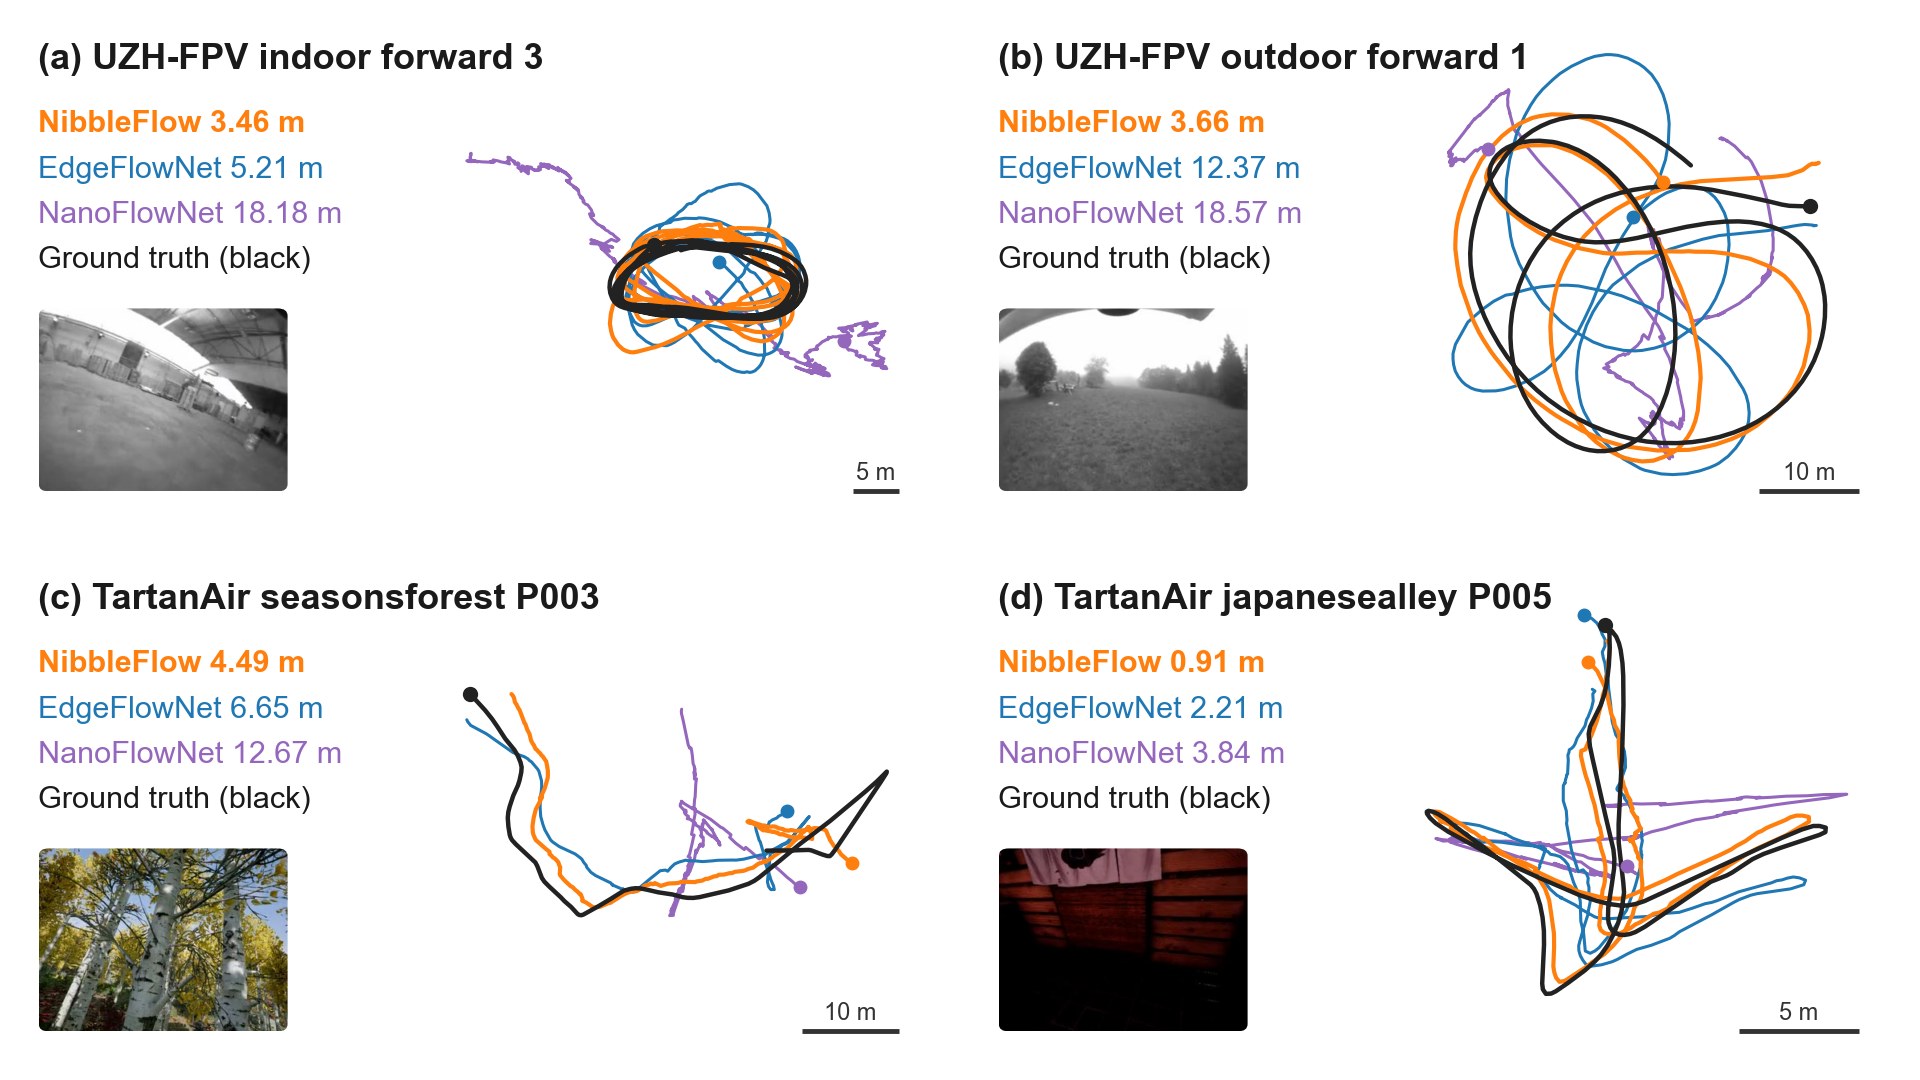 (a) UZH-FPV indoor forward 3
NibbleFlow 3.46 m
EdgeFlowNet 5.21 m
NanoFlowNet 18.18 m
Ground truth (black)
5 m
(b) UZH-FPV outdoor forward 1
NibbleFlow 3.66 m
EdgeFlowNet 12.37 m
NanoFlowNet 18.57 m
Ground truth (black)
10 m
(c) TartanAir seasonsforest P003
NibbleFlow 4.49 m
EdgeFlowNet 6.65 m
NanoFlowNet 12.67 m
Ground truth (black)
10 m
(d) TartanAir japanesealley P005
NibbleFlow 0.91 m
EdgeFlowNet 2.21 m
NanoFlowNet 3.84 m
Ground truth (black)
5 m